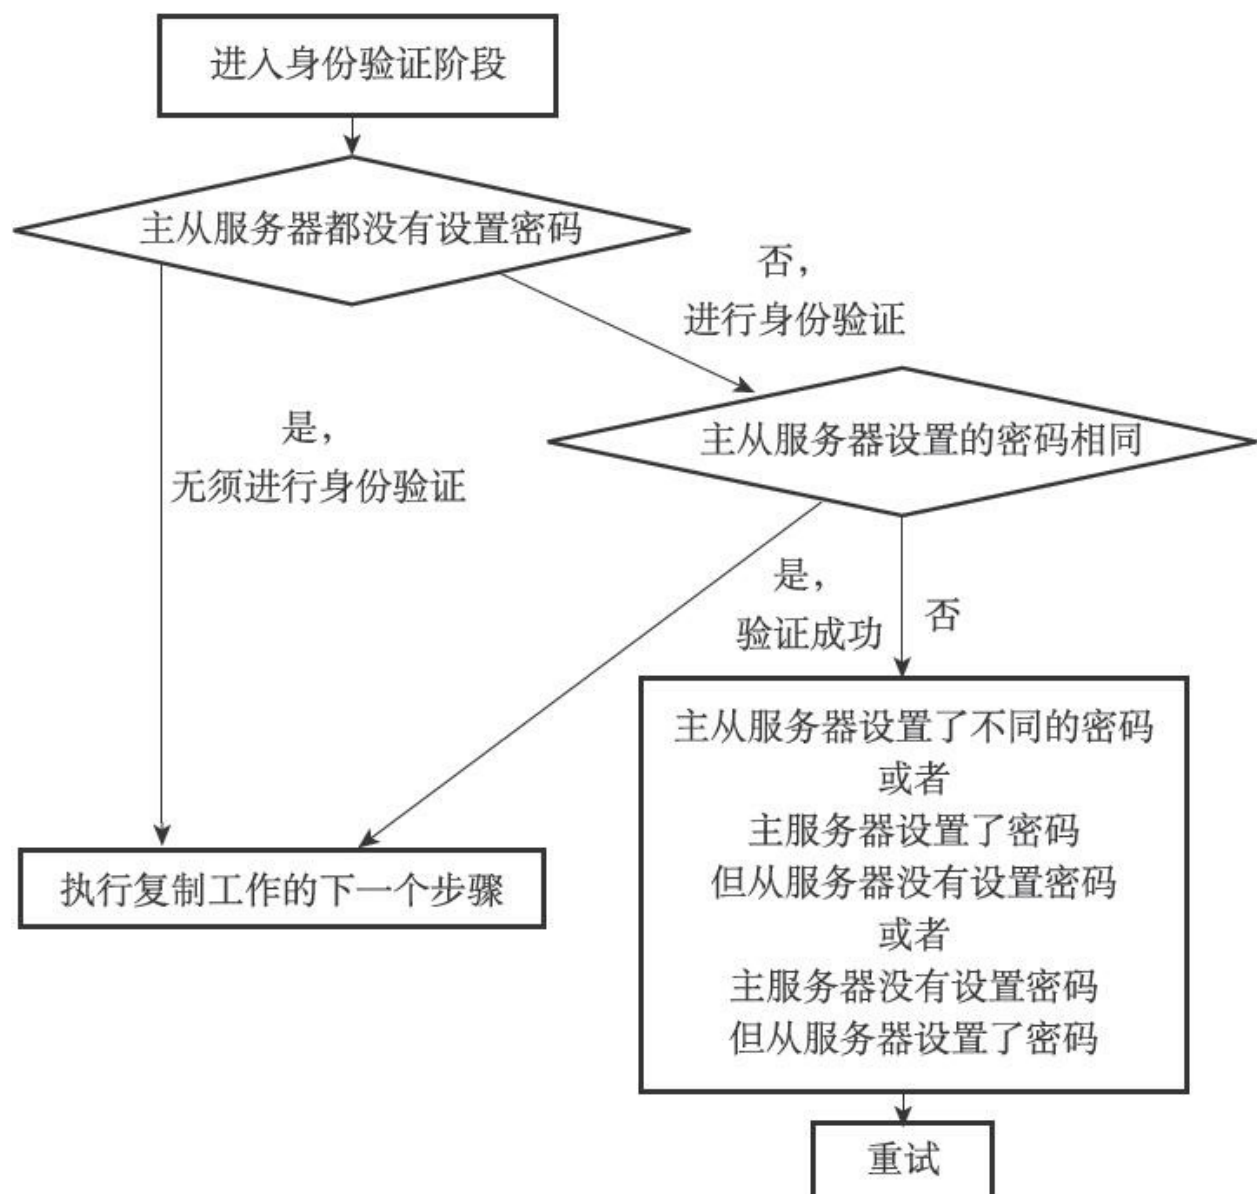 进入身份验证阶段
主从服务器都没有设置密码
否，
进行身份验证
是，
无须进行身份验证
主从服务器设置的密码相同
是，
验证成功
否
主从服务器设置了不同的密码
或者
主服务器设置了密码
但从服务器没有设置密码
或者
主服务器没有设置密码
但从服务器设置了密码
执行复制工作的下一个步骤
重试